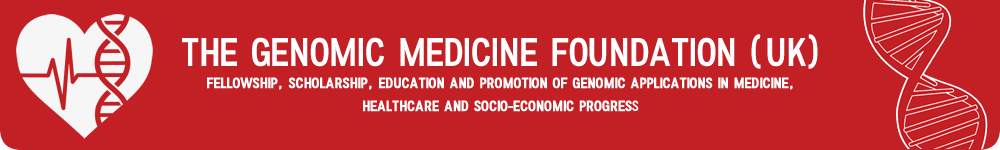 THE GENOMIC MEDICINE FOUNDATION (UK)
FELLOWSHIP, SCHOLARSHIP, EDUCATION AND PROMOTION OF GENOMIC APPLICATIONS IN MEDICINE,
HEALTHCARE AND SOCIO-ECONOMIC PROGRESS